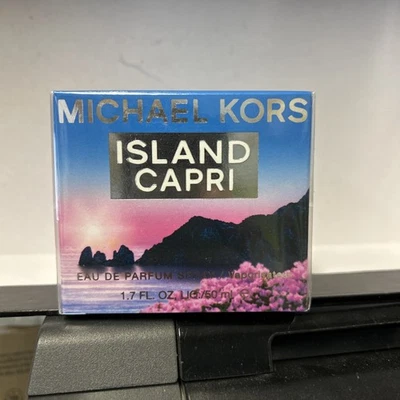 MICHAEL KORS
ISLAND
CAPRI
EAU DE PARFUM
1.7 FL. OZ. LIQ./50 ml